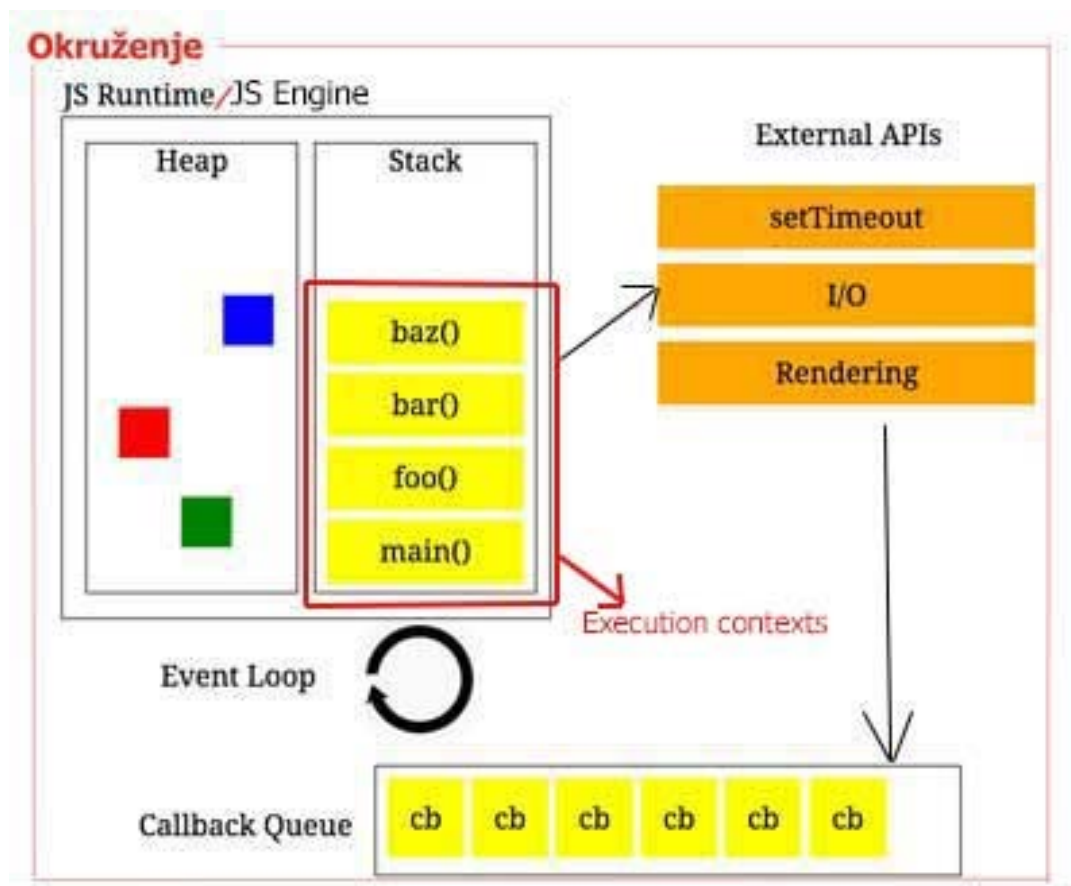 Okruženje
JS Runtime/JS Engine
Heap
Stack
baz()
bar()
foo()
main()
External APIs
setTimeout
I/O
Rendering
Execution contexts
Event Loop
Callback Queue
cb cb cb cb cb cb